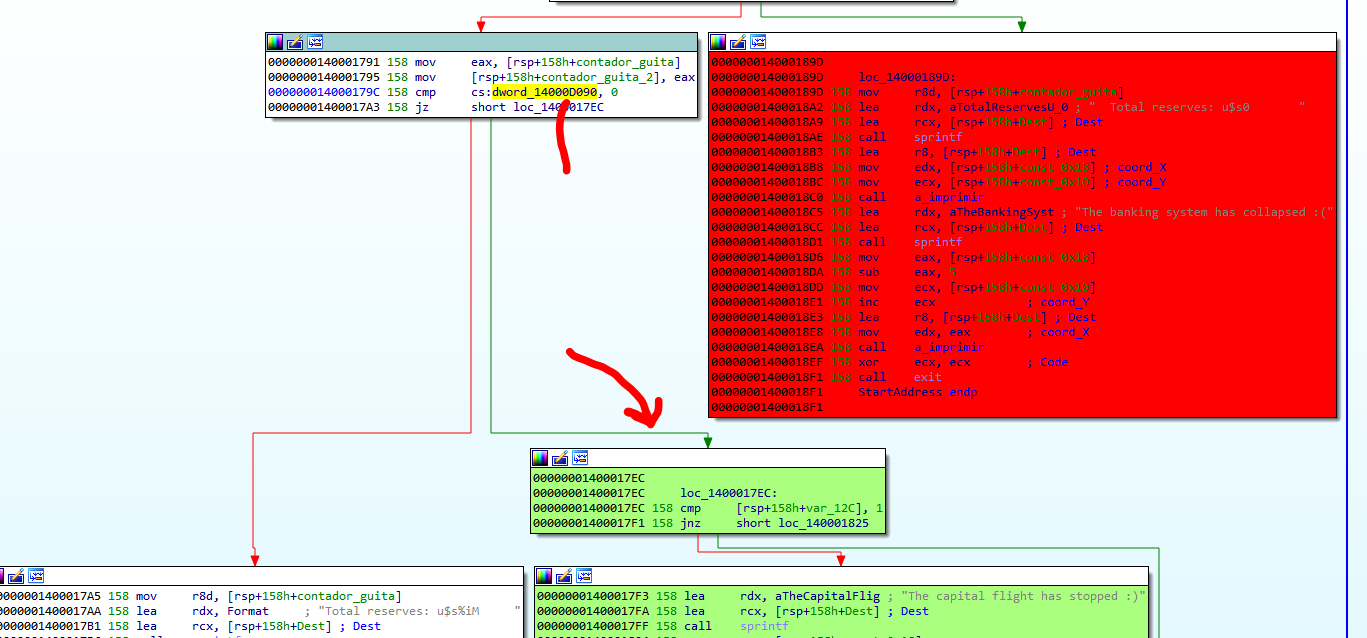 0000000140001791 158 mov eax, [rsp+158h+contador_guita]
0000000140001795 158 mov [rsp+158h+contador_guita_2], eax
000000014000179C 158 cmp cs:dword_14000D090, 0
00000001400017A3 158 jz short loc_1400017EC
000000014000189D
000000014000189D loc_14000189D:
000000014000189D 158 mov r8d, [rsp+158h+contador_guita]
00000001400018A2 158 lea rdx, aTotalReservesU_0 ; " Total reserves: u$s0 "
00000001400018A9 158 lea rcx, [rsp+158h+Dest] ; Dest
00000001400018AE 158 call sprintf
00000001400018B3 158 lea r8, [rsp+158h+Dest] ; Dest
00000001400018B8 158 mov edx, [rsp+158h+const_0x18] ; coord_X
00000001400018BC 158 mov ecx, [rsp+158h+const_0x10] ; coord_Y
00000001400018C0 158 call a_imprimir
00000001400018C5 158 lea rdx, aTheBankingSyst ; "The banking system has collapsed :("
00000001400018CC 158 lea rcx, [rsp+158h+Dest] ; Dest
00000001400018D1 158 call sprintf
00000001400018D6 158 mov eax, [rsp+158h+const_0x18]
00000001400018DA 158 sub eax, 5
00000001400018DD 158 mov ecx, [rsp+158h+const_0x10]
00000001400018E1 158 inc ecx ; coord_Y
00000001400018E3 158 lea r8, [rsp+158h+Dest] ; Dest
00000001400018E8 158 mov edx, eax ; coord_X
00000001400018EA 158 call a_imprimir
00000001400018EF 158 xor ecx, ecx ; Code
00000001400018F1 158 call exit
00000001400018F1 StartAddress endp
00000001400018F1
00000001400017EC
00000001400017EC loc_1400017EC:
00000001400017EC 158 cmp [rsp+158h+var_12C], 1
00000001400017F1 158 jnz short loc_140001825
00000001400017A5 158 mov r8d, [rsp+158h+contador_guita]
00000001400017AA 158 lea rdx, Format ; "Total reserves: u$s%iM "
00000001400017B1 158 lea rcx, [rsp+158h+Dest] ; Dest
00000001400017F3 158 lea rdx, aTheCapitalFlig ; "The capital flight has stopped :)"
00000001400017FA 158 lea rcx, [rsp+158h+Dest] ; Dest
00000001400017FF 158 call sprintf